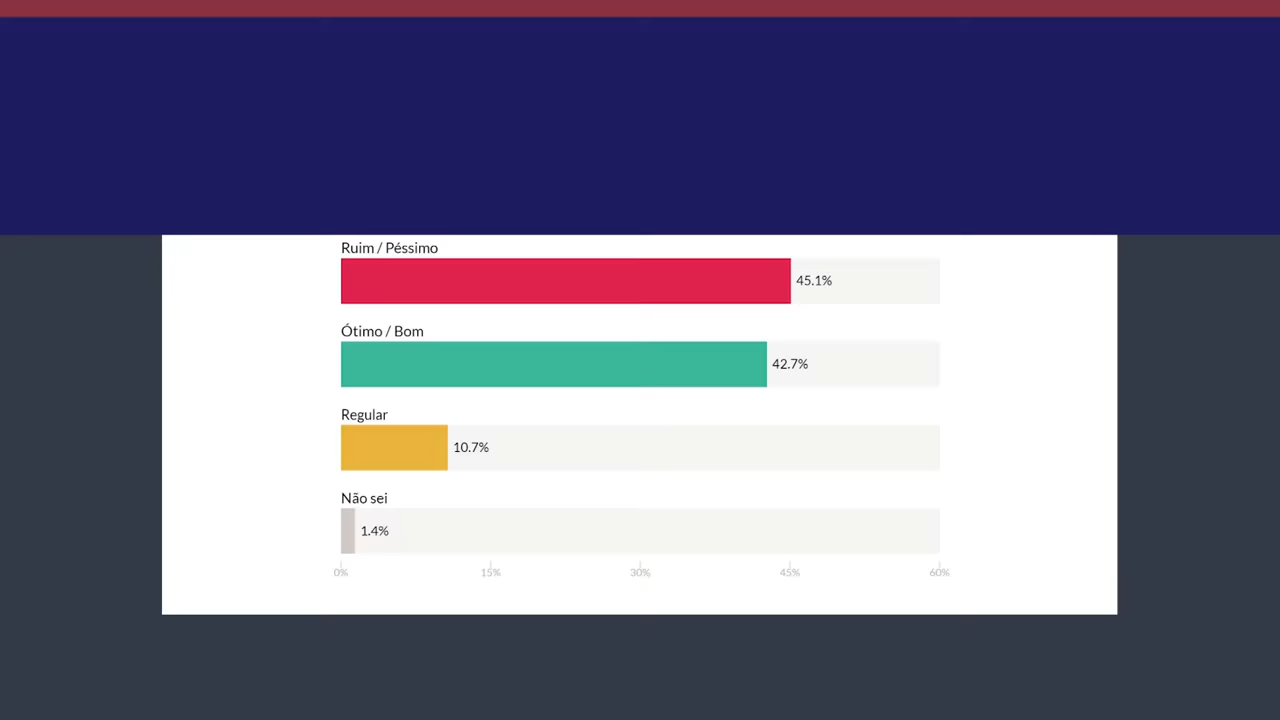 Ruim / Péssimo
45.1%
Ótimo / Bom
42.7%
Regular
10.7%
Não sei
1.4%
0% 15% 30% 45% 60%